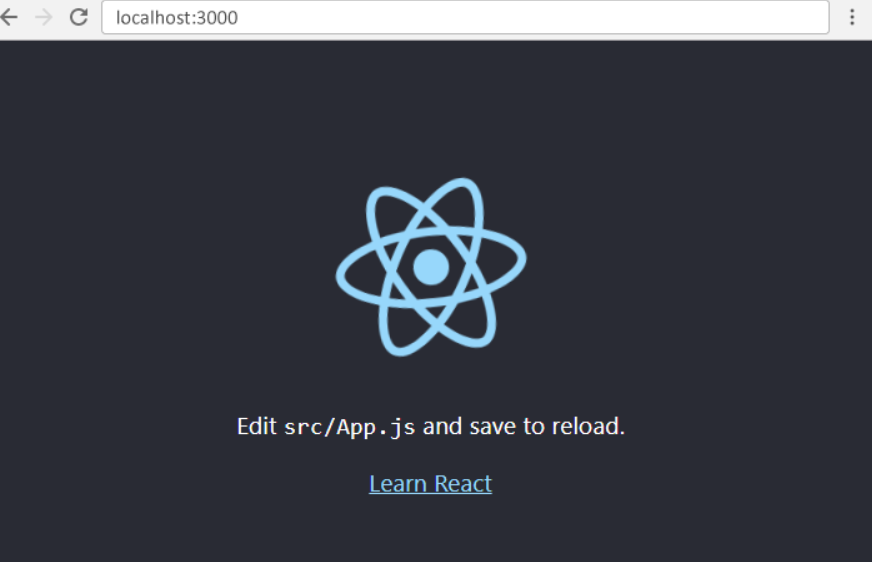 localhost:3000
Edit src/App.js and save to reload.
Learn React